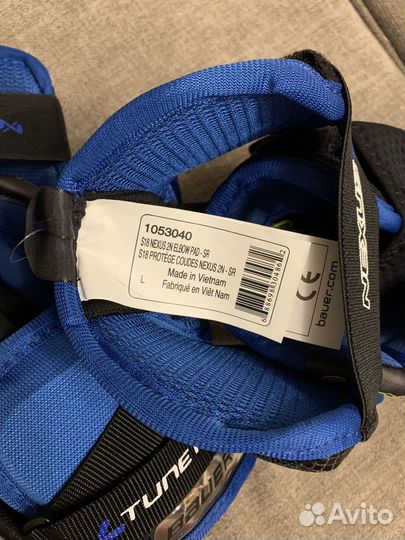 1053040
S18 NEXUS 2N ELBOW PAD - SR
S18 PROTÈGE COUDES NEXUS 2N - SR
Made in Vietnam
L
Fabriqué en Viêt Nam
CE
bauer.com
NEXUS
TUNE
BAUER
Avito